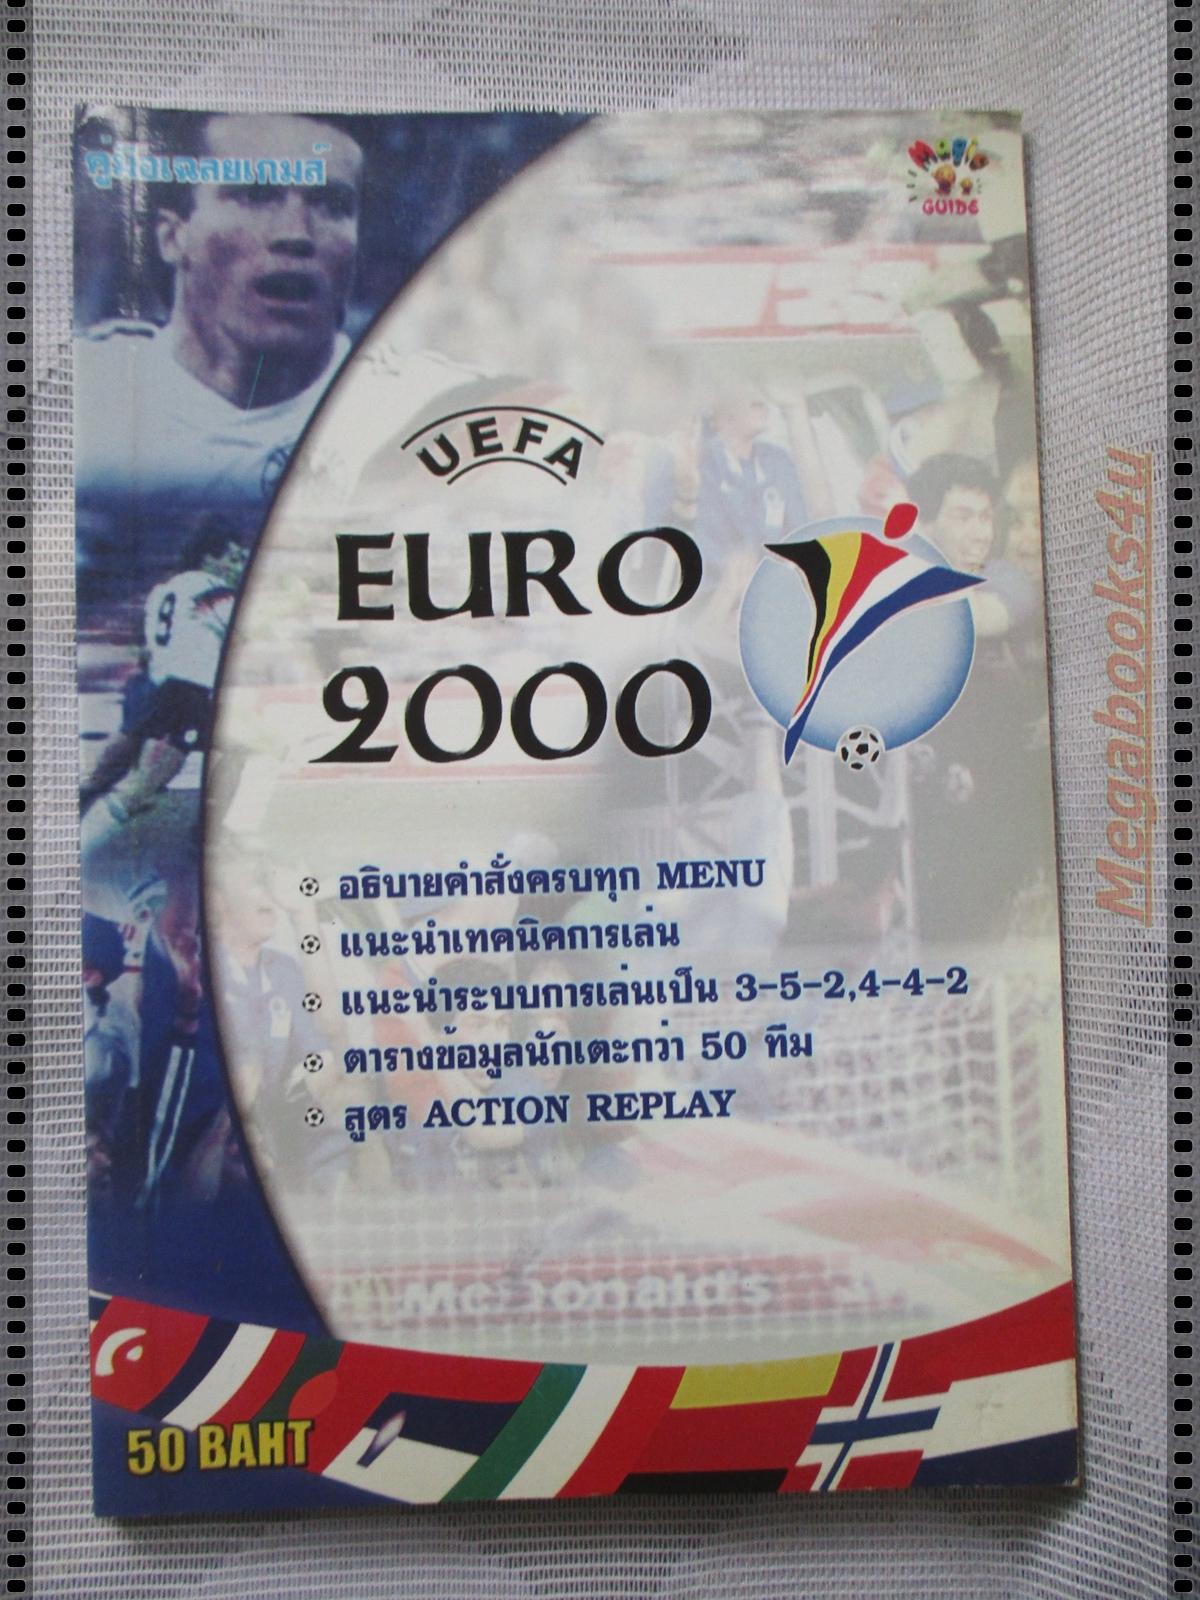 คู่มือเฉลยเกมส์
Magic
GUIDE
UEFA
EURO
2000
อธิบายคำสั่งครบทุก MENU
แนะนำเทคนิคการเล่น
แนะนำระบบการเล่นเป็น 3-5-2,4-4-2
ตารางข้อมูลนักเตะกว่า 50 ทีม
สูตร ACTION REPLAY
McDonald's
50 BAHT
8
Megabooks4u